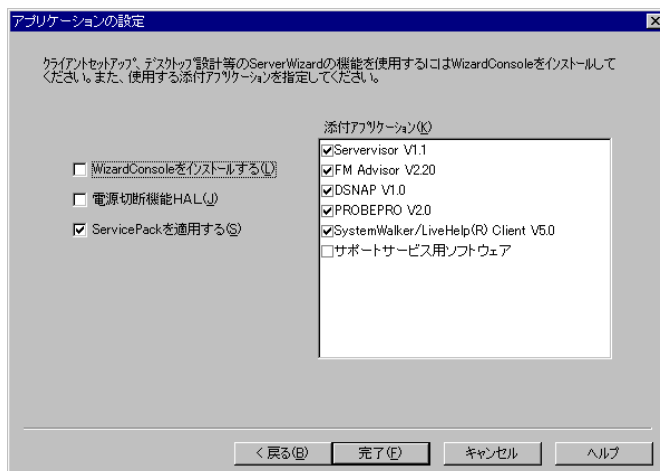 アプリケーションの設定
クライアントセットアップ、デスクトップ設計等のServerWizardの機能を使用するにはWizardConsoleをインストールして
ください。また、使用する添付アプリケーションを指定してください。
添付アプリケーション(K)
WizardConsoleをインストールする(L)
電源切断機能HAL(J)
ServicePackを適用する(S)
Servervisor V1.1
FM Advisor V2.20
DSNAP V1.0
PROBEPRO V2.0
SystemWalker/LiveHelp(R) Client V5.0
サポートサービス用ソフトウェア
< 戻る(B)
完了(F)
キャンセル
ヘルプ